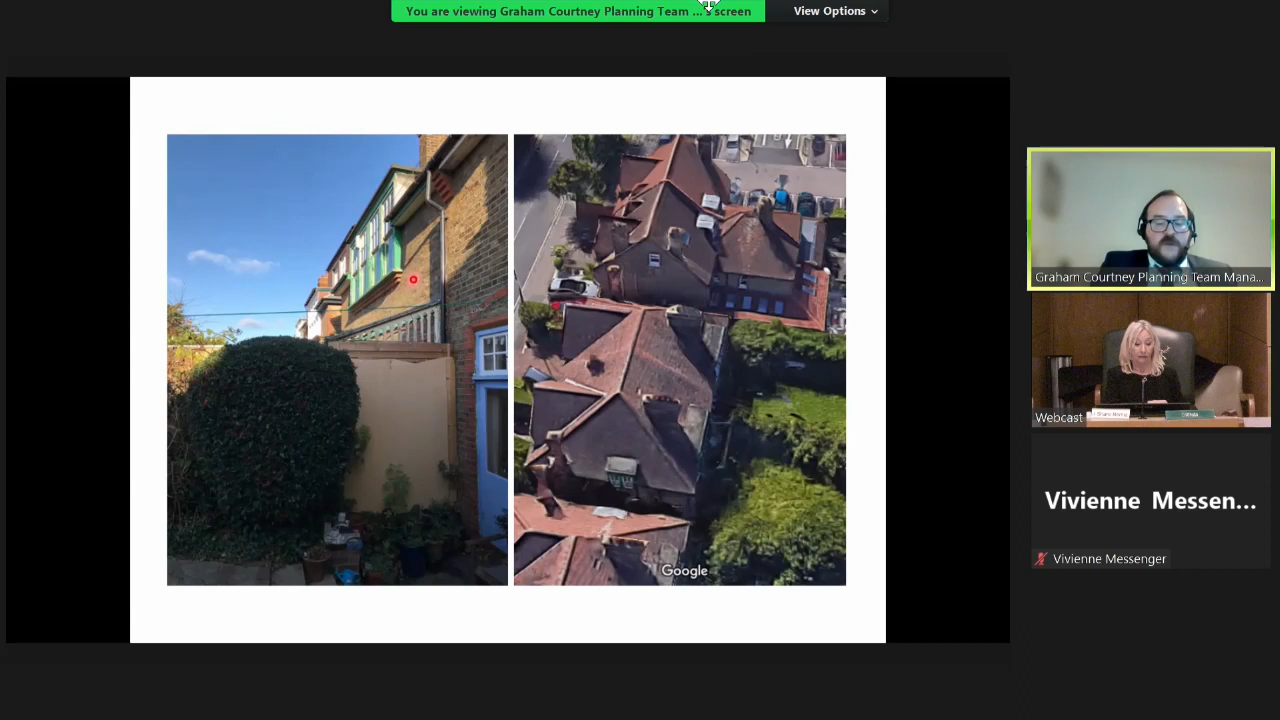 You are viewing Graham Courtney Planning Team ...'s screen
View Options
Graham Courtney Planning Team Mana...
Webcast
Vivienne Messen...
Vivienne Messenger
Google